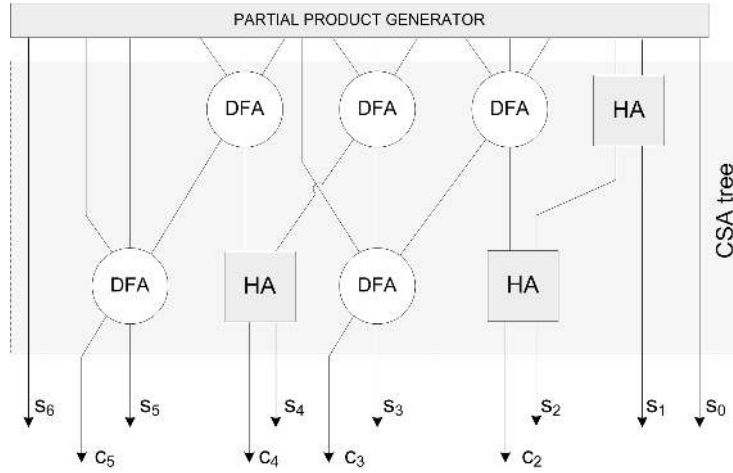 PARTIAL PRODUCT GENERATOR
DFA DFA DFA HA
CSA tree
DFA HA DFA HA
s6 s5 s4 s3 s2 s1 s0
c5 c4 c3 c2